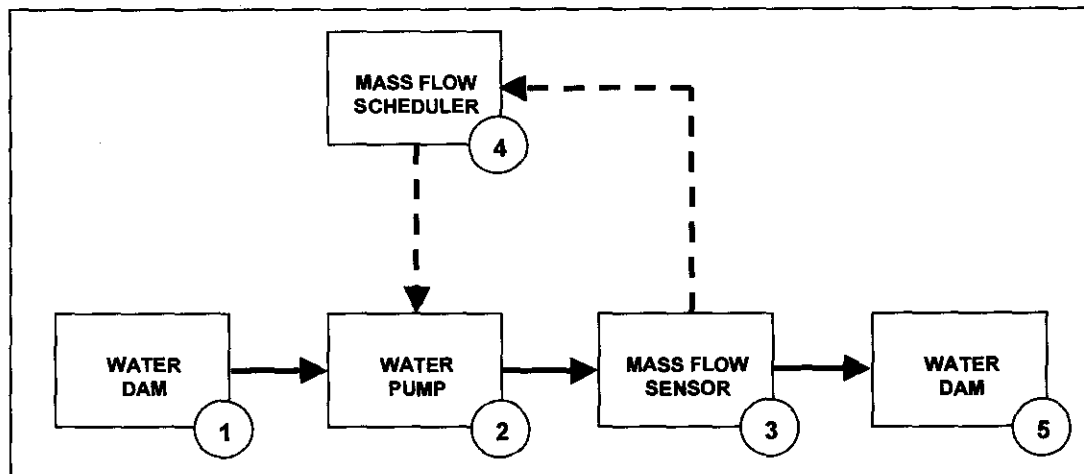 MASS FLOW
SCHEDULER
4
WATER
DAM
1
WATER
PUMP
2
MASS FLOW
SENSOR
3
WATER
DAM
5